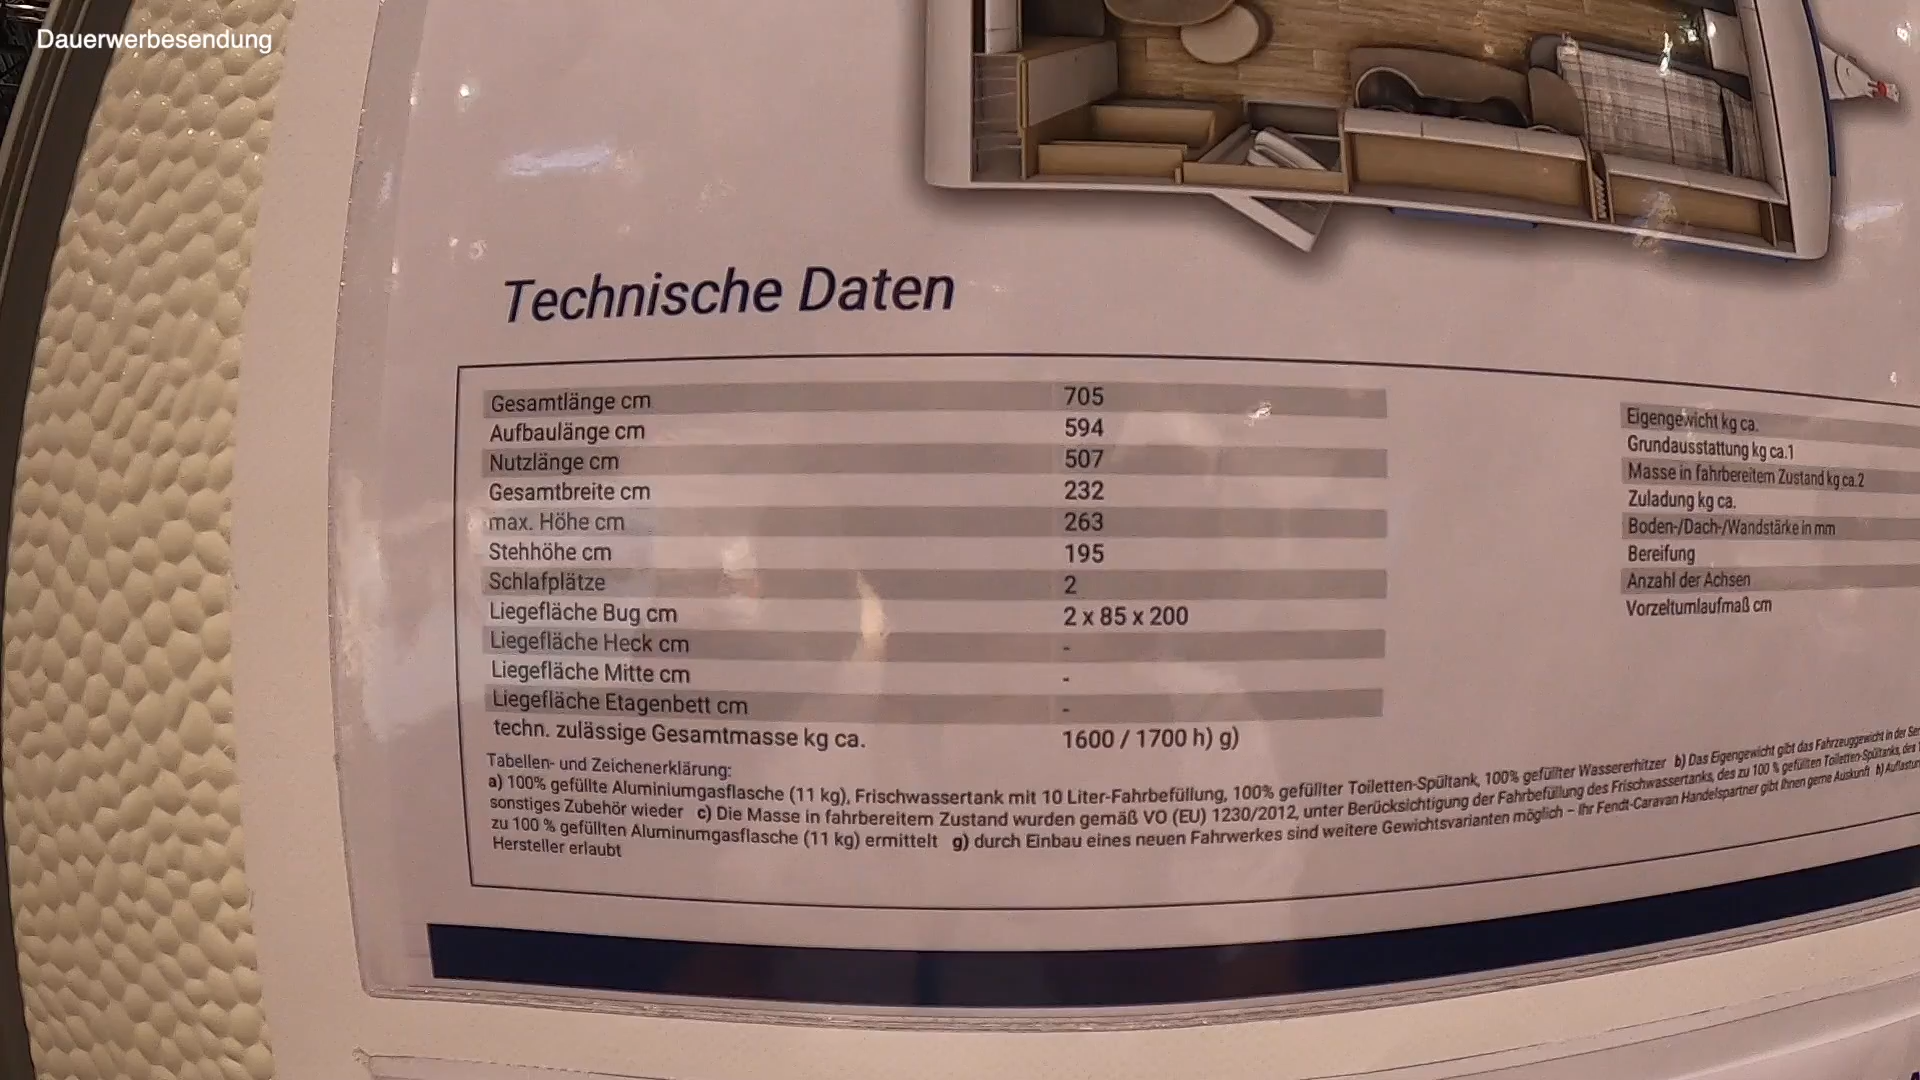 Dauerwerbesendung
Technische Daten
Gesamtlänge cm 705
Aufbaulänge cm 594
Nutzlänge cm 507
Gesamtbreite cm 232
max. Höhe cm 263
Stehhöhe cm 195
Schlafplätze 2
Liegefläche Bug cm 2 x 85 x 200
Liegefläche Heck cm -
Liegefläche Mitte cm -
Liegefläche Etagenbett cm -
techn. zulässige Gesamtmasse kg ca. 1600 / 1700 h) g)
Eigengewicht kg ca.
Grundausstattung kg ca.1
Masse in fahrbereitem Zustand kg ca.2
Zuladung kg ca.
Boden-/Dach-/Wandstärke in mm
Bereifung
Anzahl der Achsen
Vorzeltumlaufmaß cm
Tabellen- und Zeichenerklärung:
a) 100% gefüllte Aluminiumgasflasche (11 kg), Frischwassertank mit 10 Liter-Fahrbefüllung, 100% gefüllter Toiletten-Spültank, 100% gefüllter Wassererhitzer b) Das Eigengewicht gibt das Fahrzeuggewicht in der
sonstiges Zubehör wieder c) Die Masse in fahrbereitem Zustand wurden gemäß VO (EU) 1230/2012, unter Berücksichtigung der Fahrbefüllung des Frischwassertanks, des zu 100 % gefüllten Toiletten-Spültanks, des
zu 100 % gefüllten Aluminumgasflasche (11 kg) ermittelt g) durch Einbau eines neuen Fahrwerkes sind weitere Gewichtsvarianten möglich – Ihr Fendt-Caravan Handelspartner gibt Ihnen gerne Auskunft h)
Hersteller erlaubt